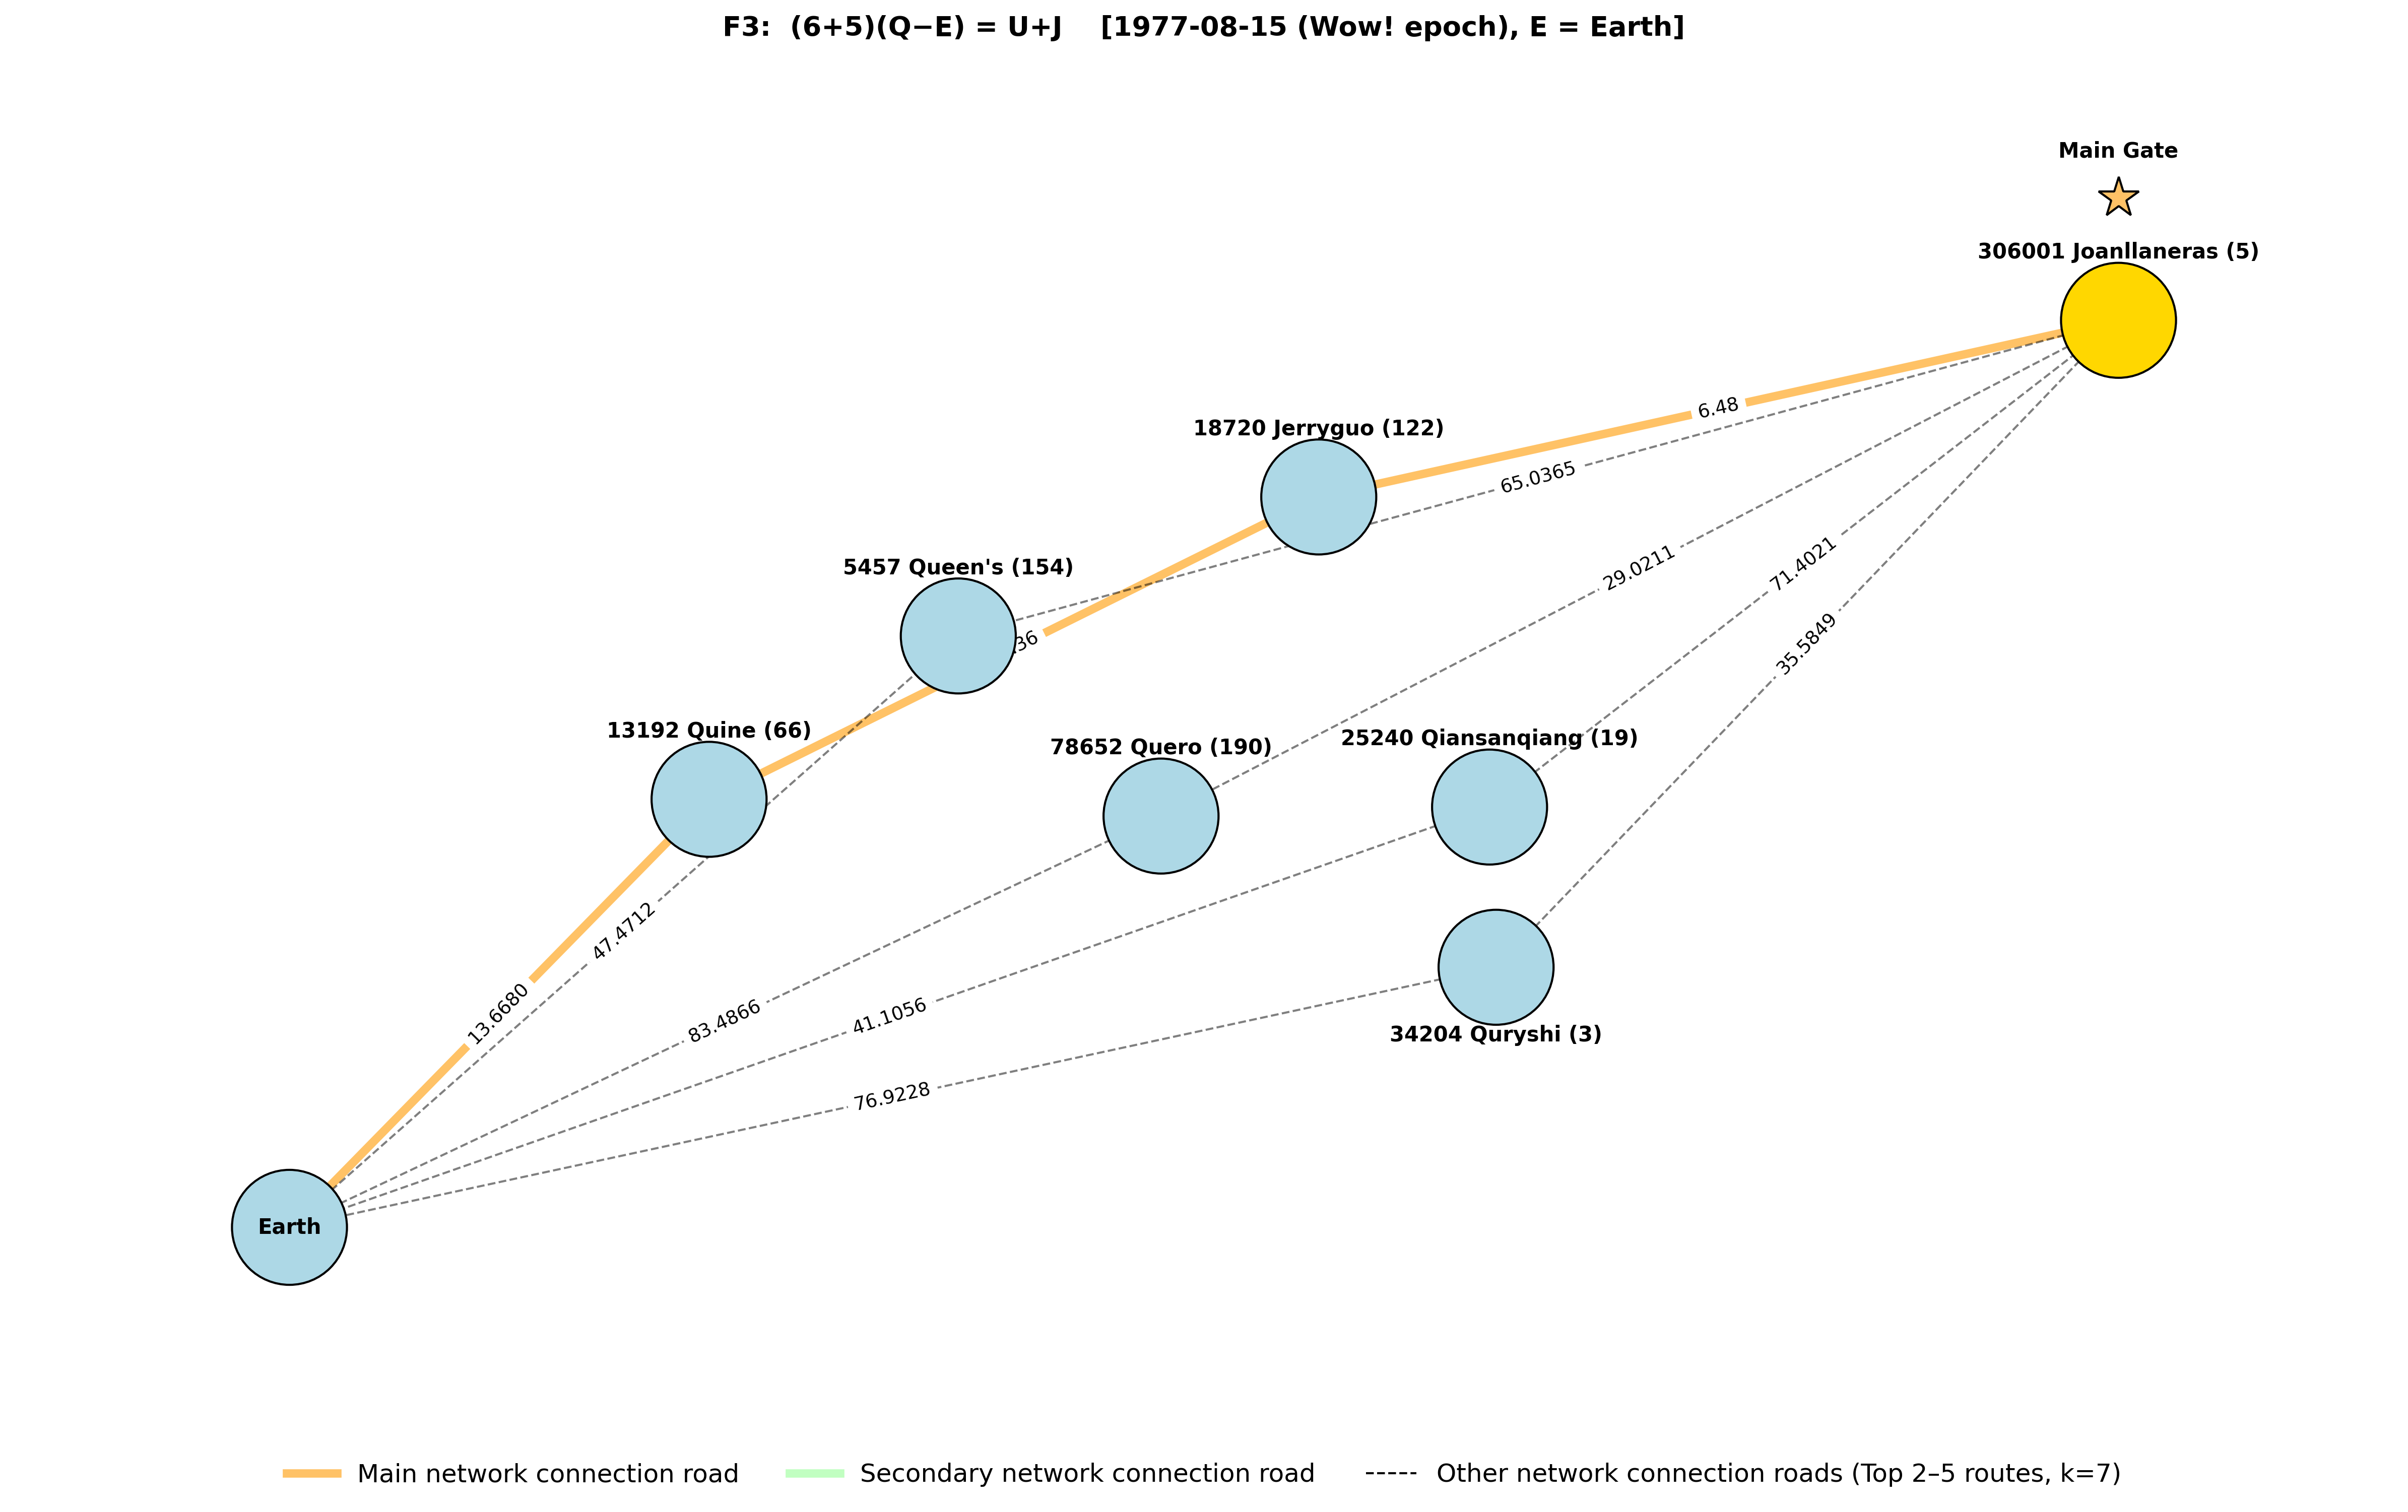 F3:  (6+5)(Q−E) = U+J    [1977-08-15 (Wow! epoch), E = Earth]
Main Gate
306001 Joanllaneras (5)
6.48
18720 Jerryguo (122)
65.0365
5457 Queen's (154)
36
29.0211
71.4021
35.5849
13192 Quine (66)
78652 Quero (190)
25240 Qiansanqiang (19)
47.4712
13.6680
83.4866
41.1056
34204 Quryshi (3)
76.9228
Earth
Main network connection road
Secondary network connection road
Other network connection roads (Top 2–5 routes, k=7)